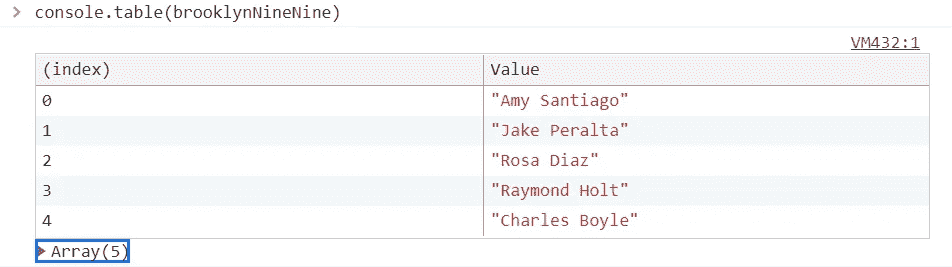 > console.table(brooklynNineNine)
VM432:1
(index) Value
0 "Amy Santiago"
1 "Jake Peralta"
2 "Rosa Diaz"
3 "Raymond Holt"
4 "Charles Boyle"
▶ Array(5)